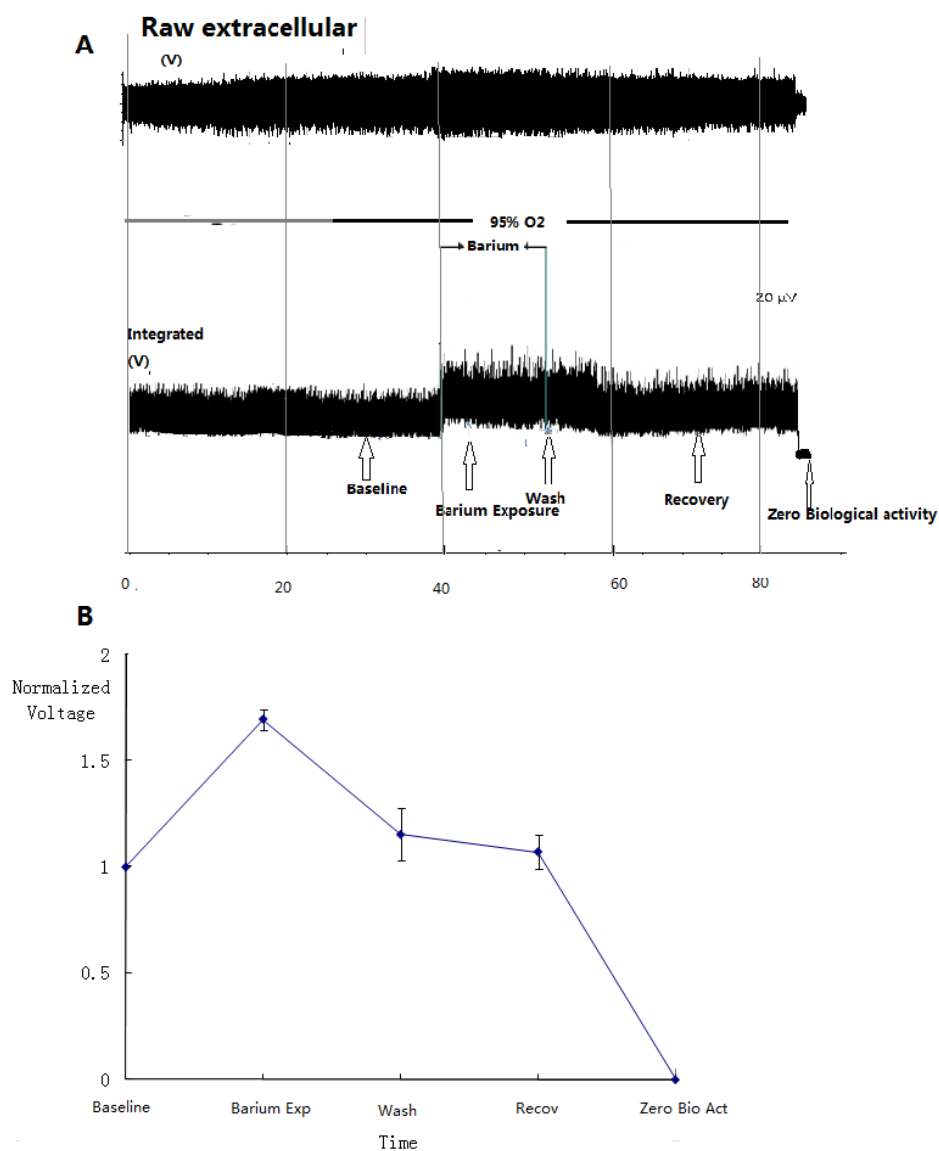 Raw extracellular
A
(V)
95% O2
Barium
20 μV
Integrated
(V)
Baseline
Barium Exposure
Wash
Recovery
Zero Biological activity
0 20 40 60 80
B
2
Normalized
Voltage
1.5
1
0.5
0
Baseline Barium Exp Wash Recov Zero Bio Act
Time